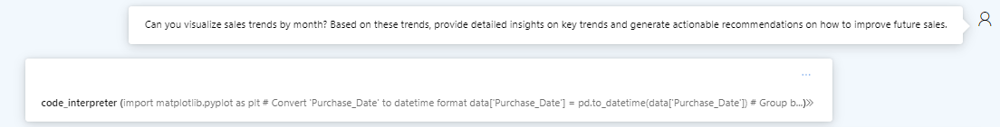 Can you visualize sales trends by month? Based on these trends, provide detailed insights on key trends and generate actionable recommendations on how to improve future sales.
...
code_interpreter (import matplotlib.pyplot as plt # Convert 'Purchase_Date' to datetime format data['Purchase_Date'] = pd.to_datetime(data['Purchase_Date']) # Group b...)»